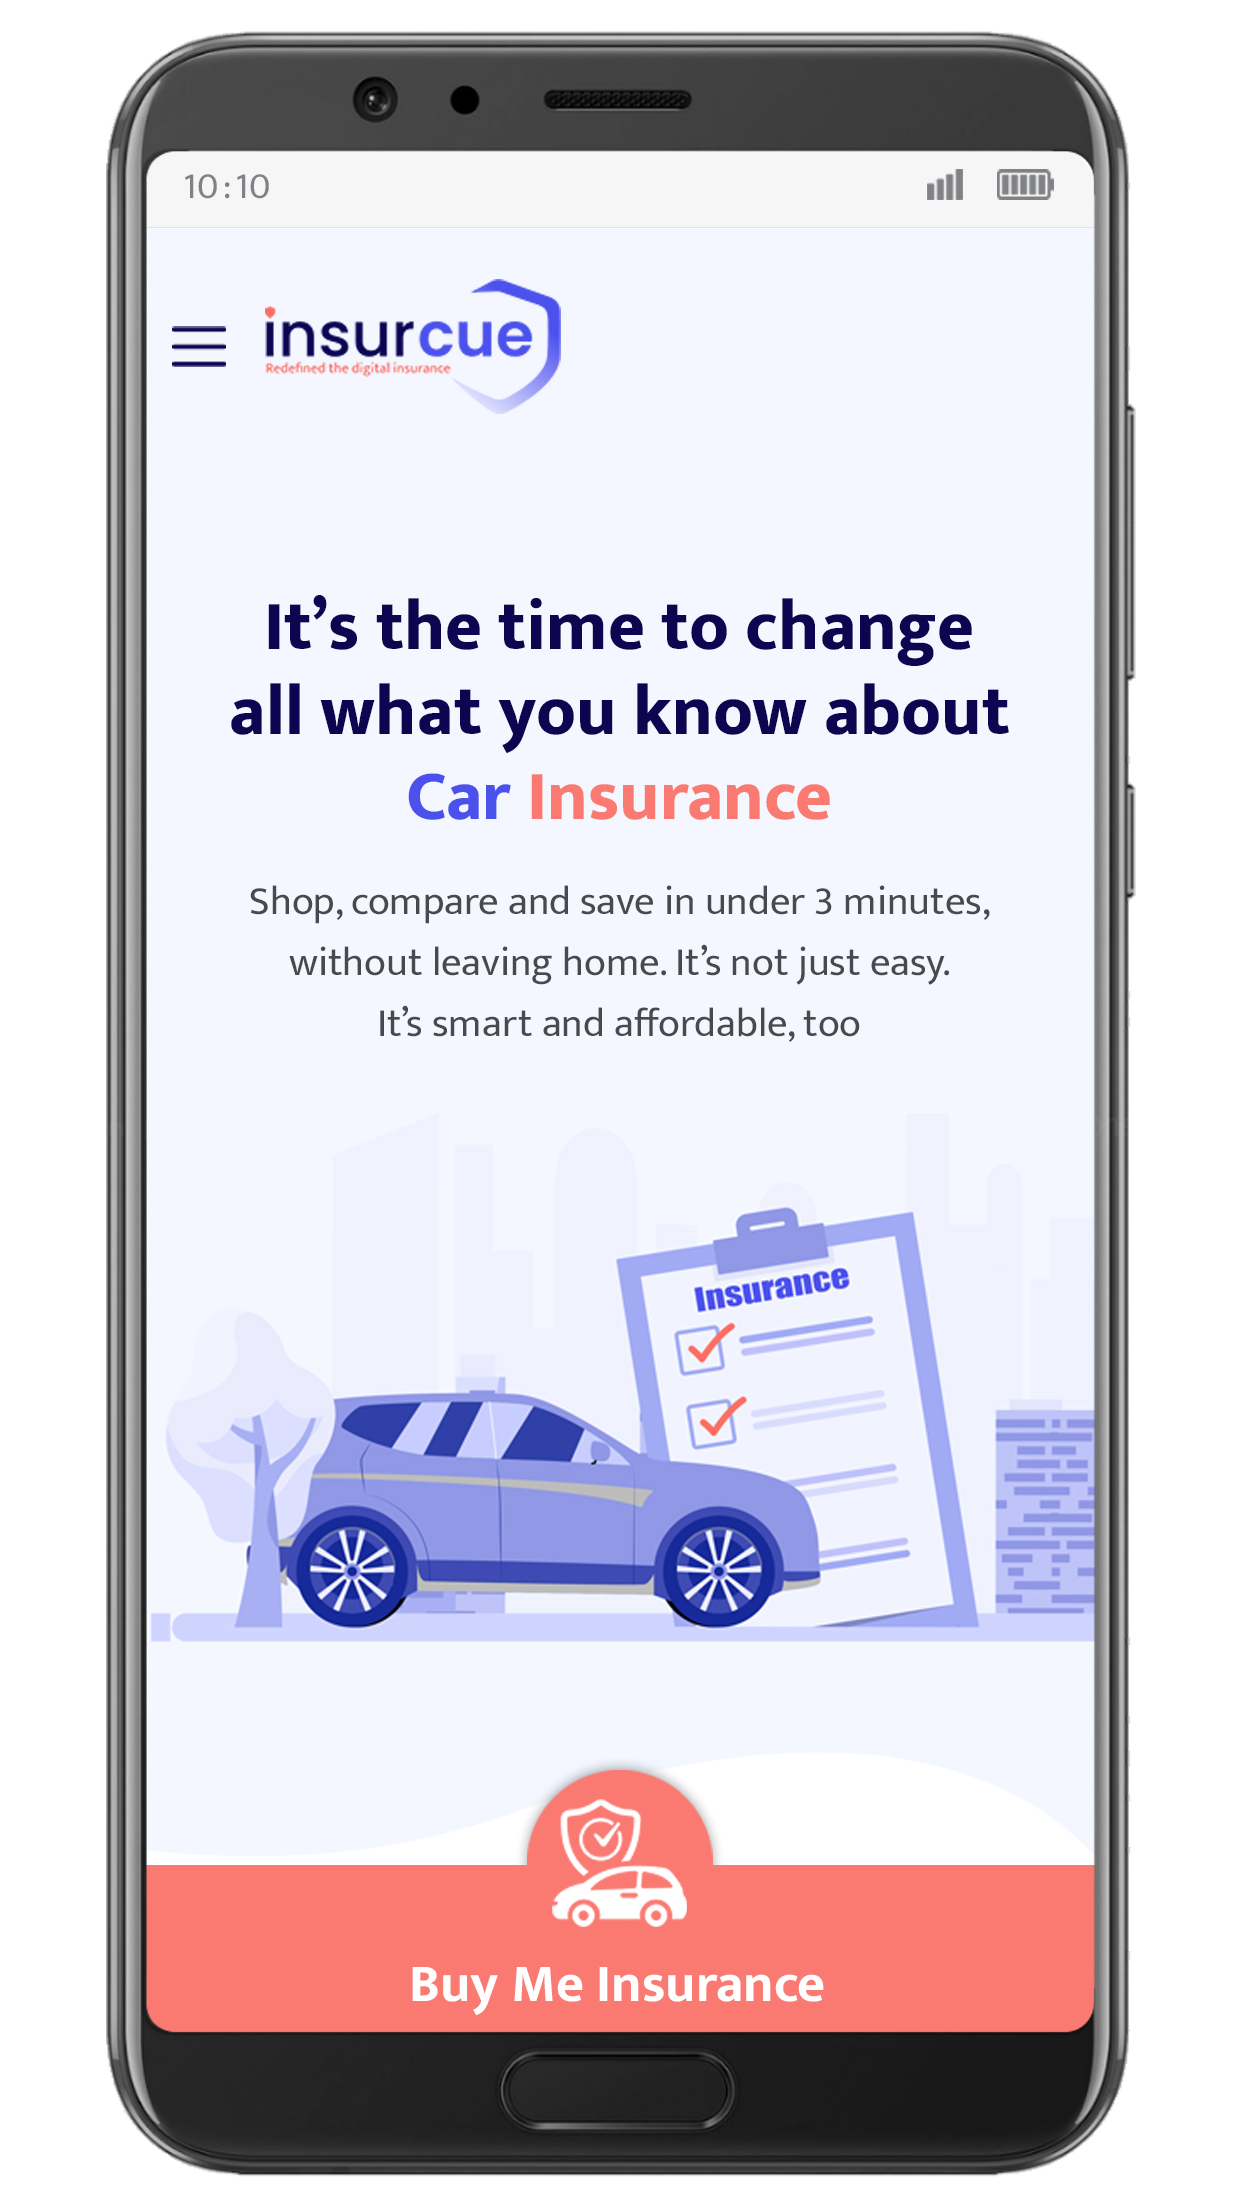 10:10
insurcue
Redefined the digital insurance
It’s the time to change
all what you know about
Car Insurance
Shop, compare and save in under 3 minutes,
without leaving home. It’s not just easy.
It’s smart and affordable, too
Insurance
Buy Me Insurance